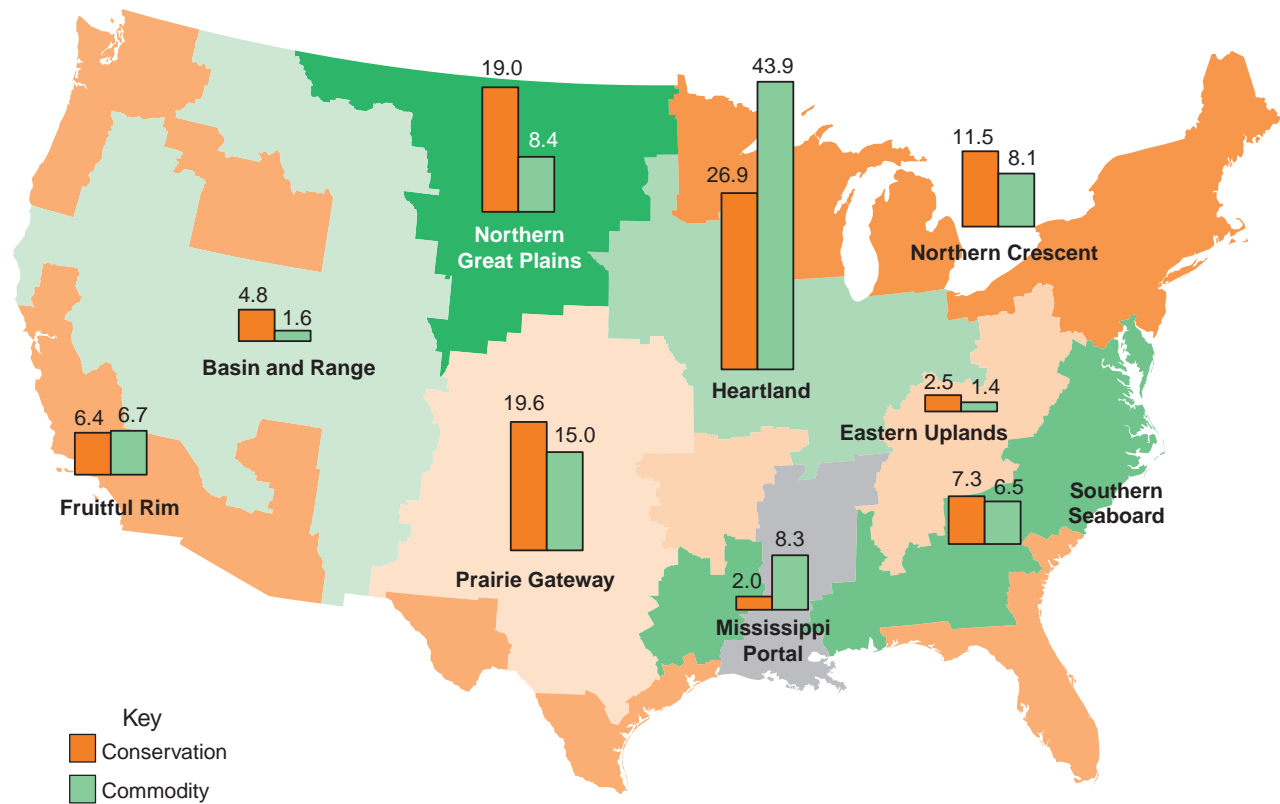 19.0
8.4
Northern
Great Plains
43.9
26.9
Heartland
11.5
8.1
Northern Crescent
4.8
1.6
Basin and Range
6.4
6.7
Fruitful Rim
19.6
15.0
Prairie Gateway
2.5
1.4
Eastern Uplands
7.3
6.5
Southern
Seaboard
8.3
2.0
Mississippi
Portal
Key
Conservation
Commodity